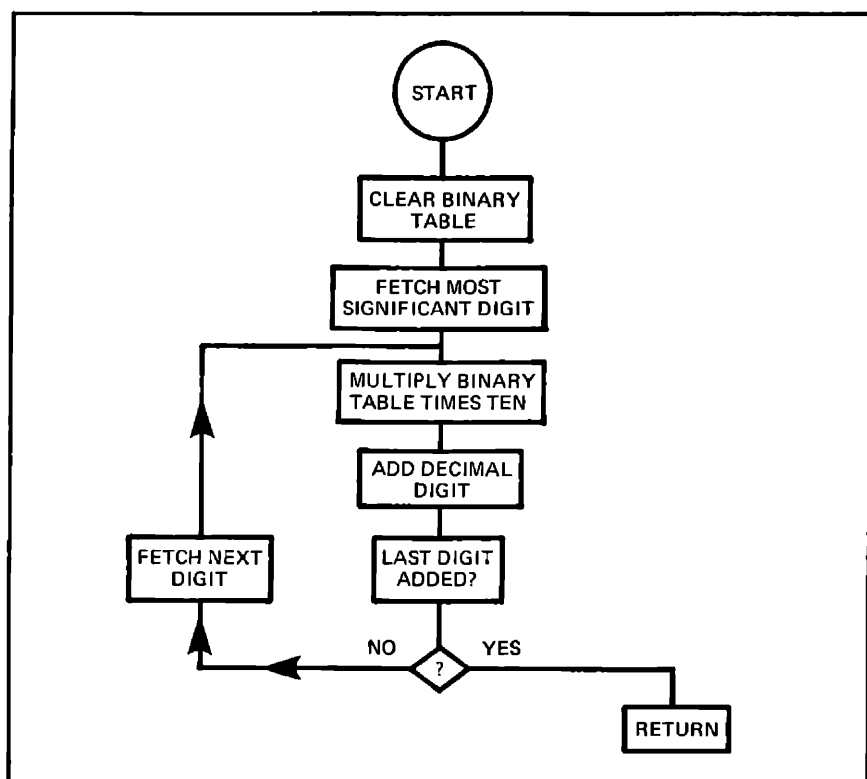 START
CLEAR BINARY
TABLE
FETCH MOST
SIGNIFICANT DIGIT
MULTIPLY BINARY
TABLE TIMES TEN
ADD DECIMAL
DIGIT
FETCH NEXT
DIGIT
LAST DIGIT
ADDED?
NO
?
YES
RETURN